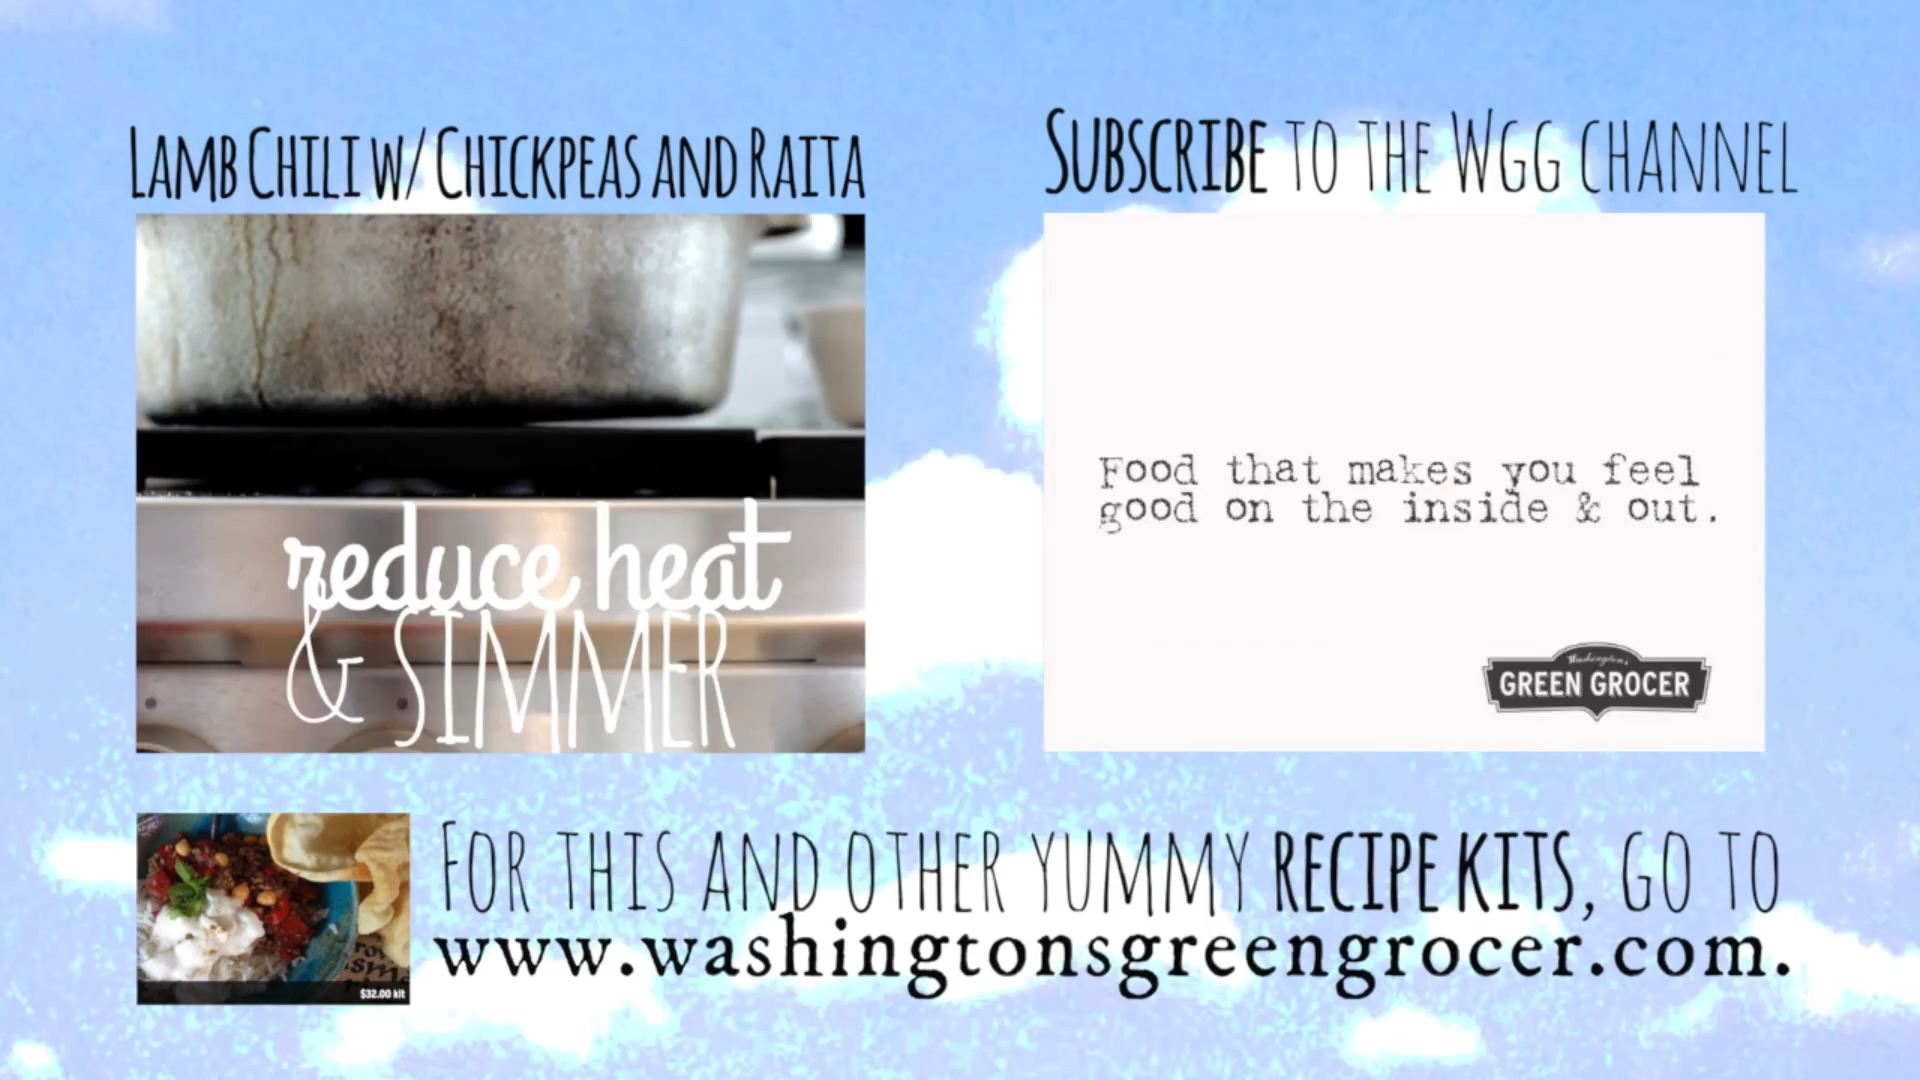 Lamb Chili w/ Chickpeas and Raita
reduce heat
& SIMMER
Subscribe to the Wgg channel
Food that makes you feel
good on the inside & out.
Washington's
GREEN GROCER
$32.00 kit
For this and other yummy recipe kits, go to
www.washingtonsgreengrocer.com.